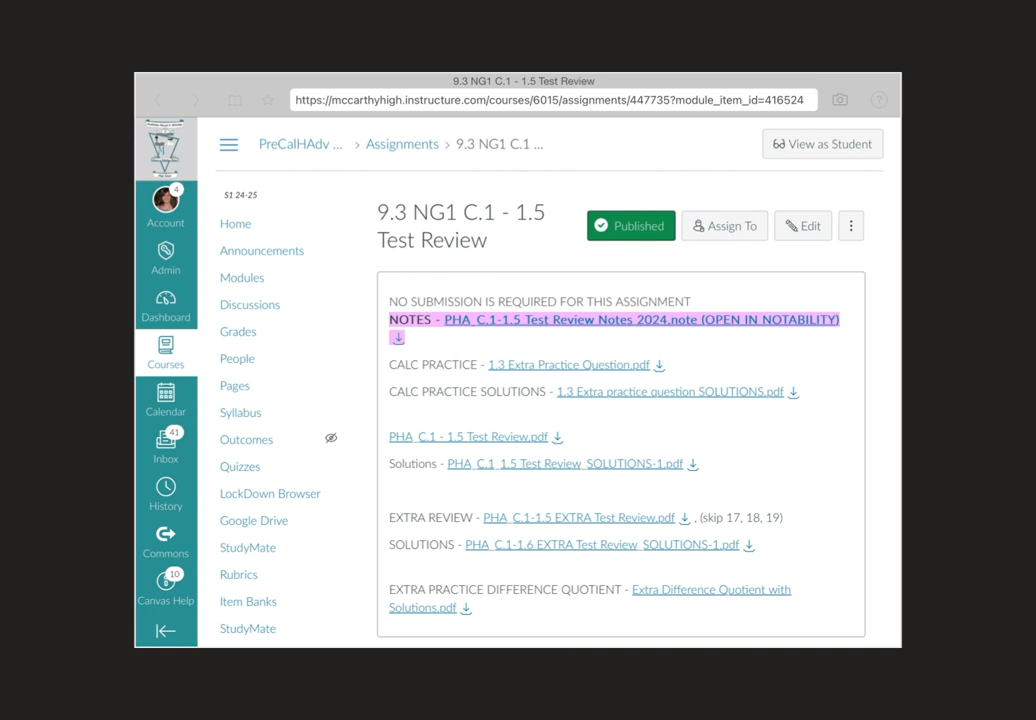 9.3 NG1 C.1 - 1.5 Test Review
https://mccarthyhigh.instructure.com/courses/6015/assignments/447735?module_item_id=416524
PreCalHAdv ... > Assignments > 9.3 NG1 C.1 ...
View as Student
4
Account
Admin
Dashboard
Courses
Calendar
41
Inbox
History
Commons
10
Canvas Help
S1 24-25
Home
Announcements
Modules
Discussions
Grades
People
Pages
Syllabus
Outcomes
Quizzes
LockDown Browser
Google Drive
StudyMate
Rubrics
Item Banks
StudyMate
9.3 NG1 C.1 - 1.5
Test Review
Published
Assign To
Edit
NO SUBMISSION IS REQUIRED FOR THIS ASSIGNMENT
NOTES - PHA_C.1-1.5 Test Review Notes 2024.note (OPEN IN NOTABILITY)
CALC PRACTICE - 1.3 Extra Practice Question.pdf
CALC PRACTICE SOLUTIONS - 1.3 Extra practice question SOLUTIONS.pdf
PHA_C.1 - 1.5 Test Review.pdf
Solutions - PHA_C.1_1.5 Test Review_SOLUTIONS-1.pdf
EXTRA REVIEW - PHA_C.1-1.5 EXTRA Test Review.pdf , (skip 17, 18, 19)
SOLUTIONS - PHA_C.1-1.6 EXTRA Test Review_SOLUTIONS-1.pdf
EXTRA PRACTICE DIFFERENCE QUOTIENT - Extra Difference Quotient with
Solutions.pdf